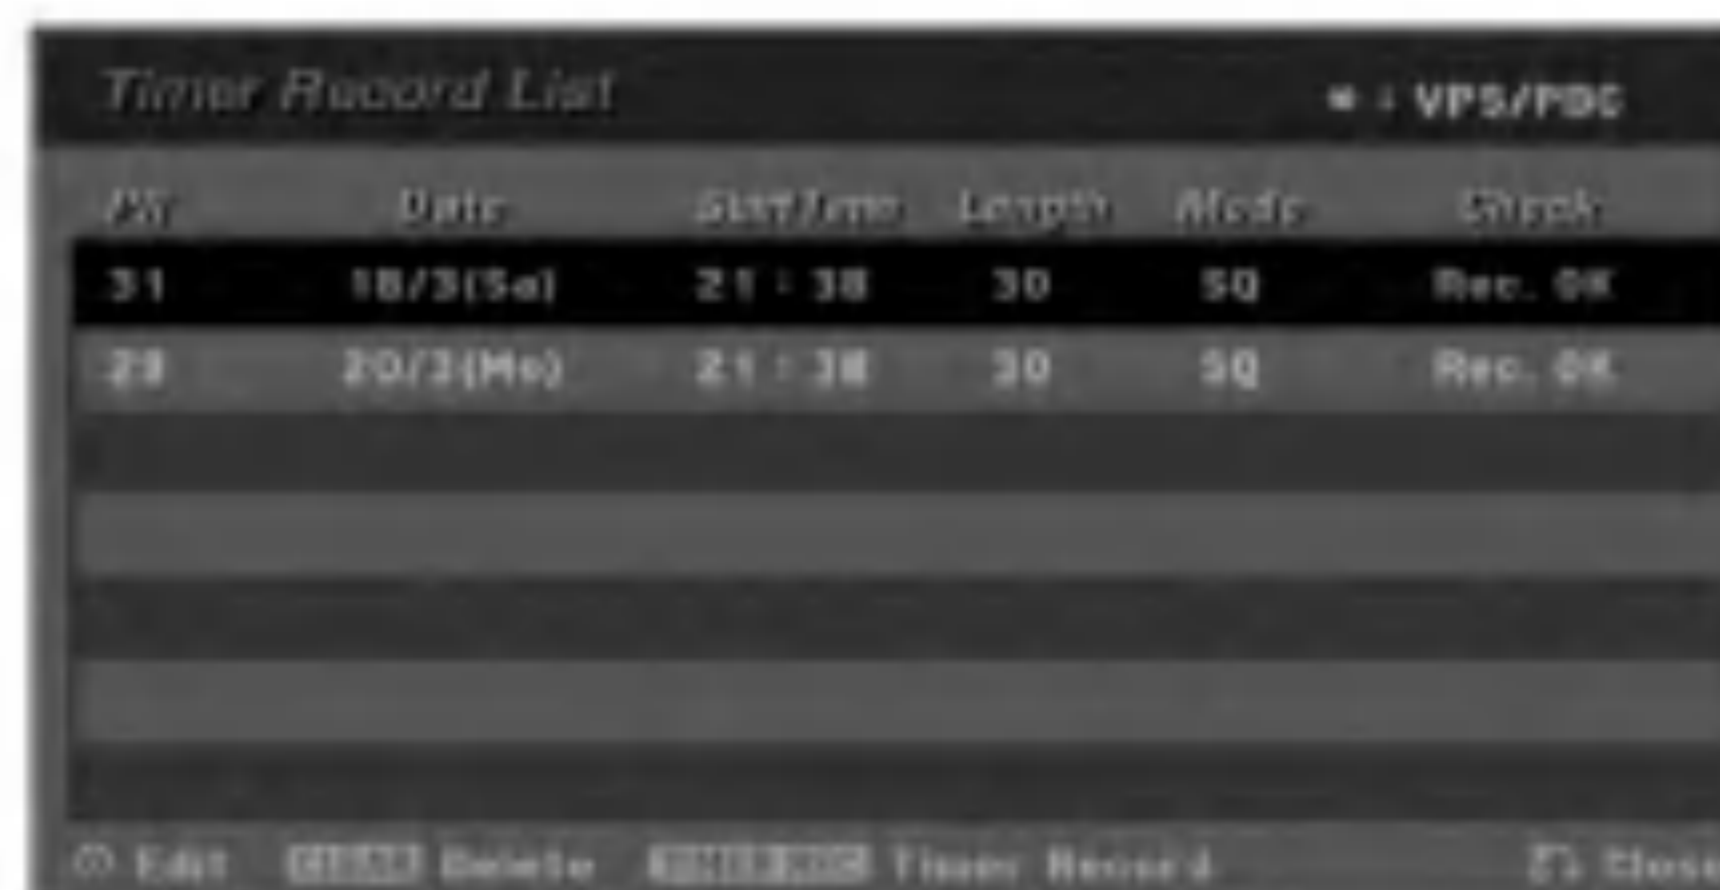 Timer Record List ✱ : VPS/PDC
PR Date Start Time Length Mode Check
31 18/3(Sa) 21:38 30 SQ Rec. OK
29 20/3(Mo) 21:38 30 SQ Rec. OK
Edit Delete Timer Record Close